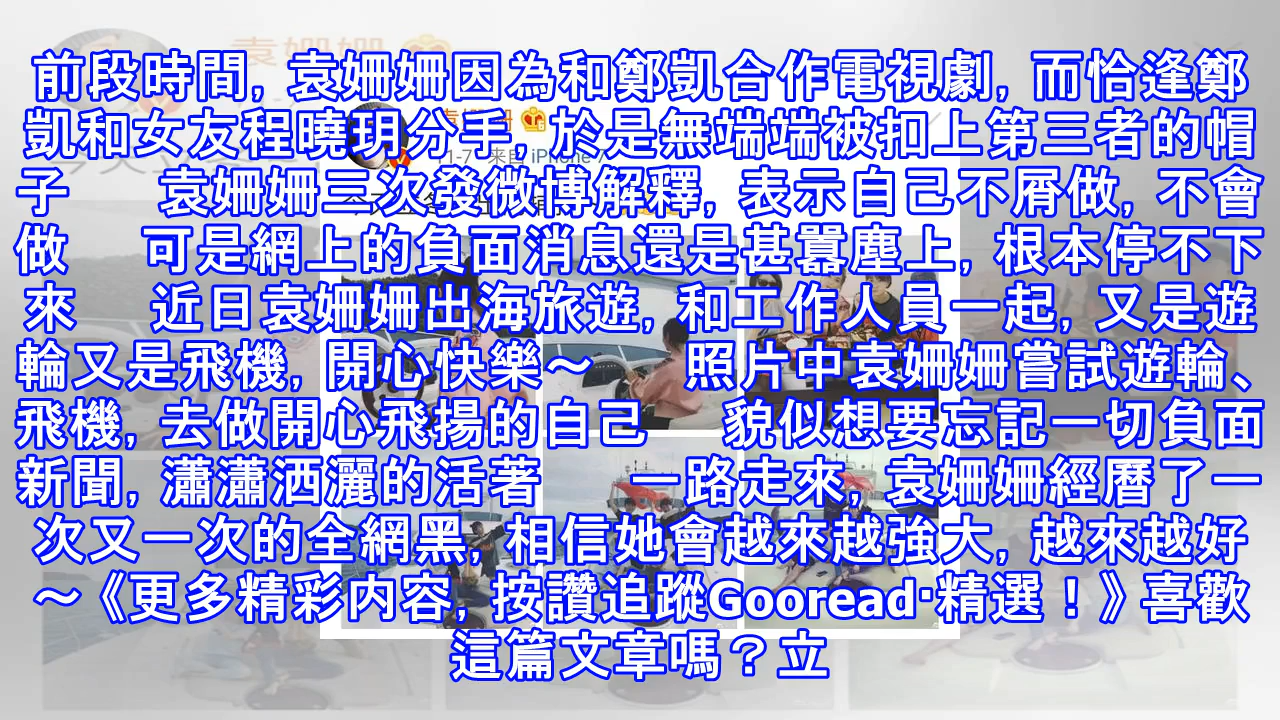 前段時間, 袁姍姍因為和鄭凱合作電視劇, 而恰逢鄭
凱和女友程曉玥分手, 於是無端端被扣上第三者的帽
子　袁姍姍三次發微博解釋, 表示自己不屑做, 不會
做　可是網上的負面消息還是甚囂塵上, 根本停不下
來　近日袁姍姍出海旅遊, 和工作人員一起, 又是遊
輪又是飛機, 開心快樂～　照片中袁姍姍嘗試遊輪、
飛機, 去做開心飛揚的自己　貌似想要忘記一切負面
新聞, 瀟瀟洒灑的活著　一路走來, 袁姍姍經曆了一
次又一次的全網黑, 相信她會越來越強大, 越來越好
～《更多精彩内容, 按讚追蹤Gooread·精選！》喜歡
這篇文章嗎？立
袁姍姍
11-7 來自 iPhone 7